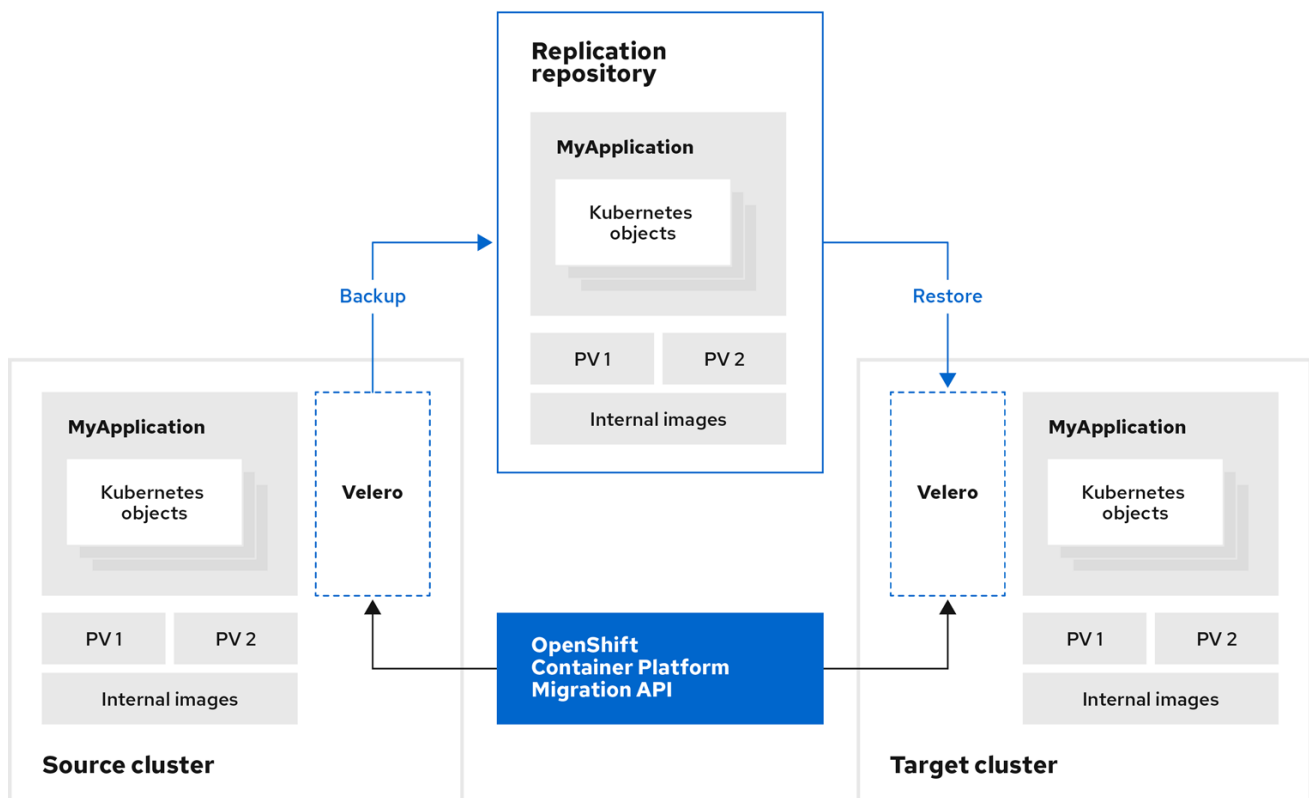 Replication
repository
MyApplication
Kubernetes
objects
Backup
Restore
PV 1
PV 2
Internal images
MyApplication
Kubernetes
objects
Velero
PV 1
PV 2
Internal images
Source cluster
OpenShift
Container Platform
Migration API
Velero
MyApplication
Kubernetes
objects
PV 1
PV 2
Internal images
Target cluster